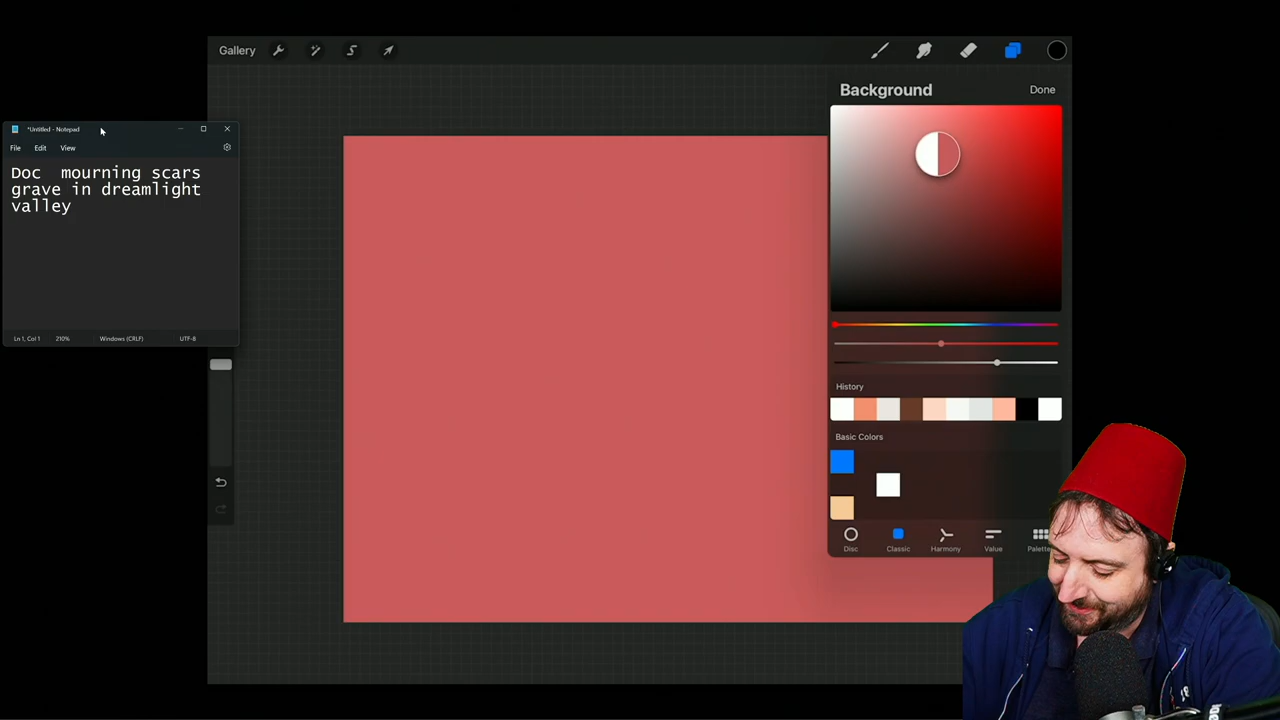 Gallery
*Untitled - Notepad
File Edit View
Doc  mourning scars
grave in dreamlight
valley
Ln 1, Col 1 210% Windows (CRLF) UTF-8
Background Done
History
Basic Colors
Disc Classic Harmony Value